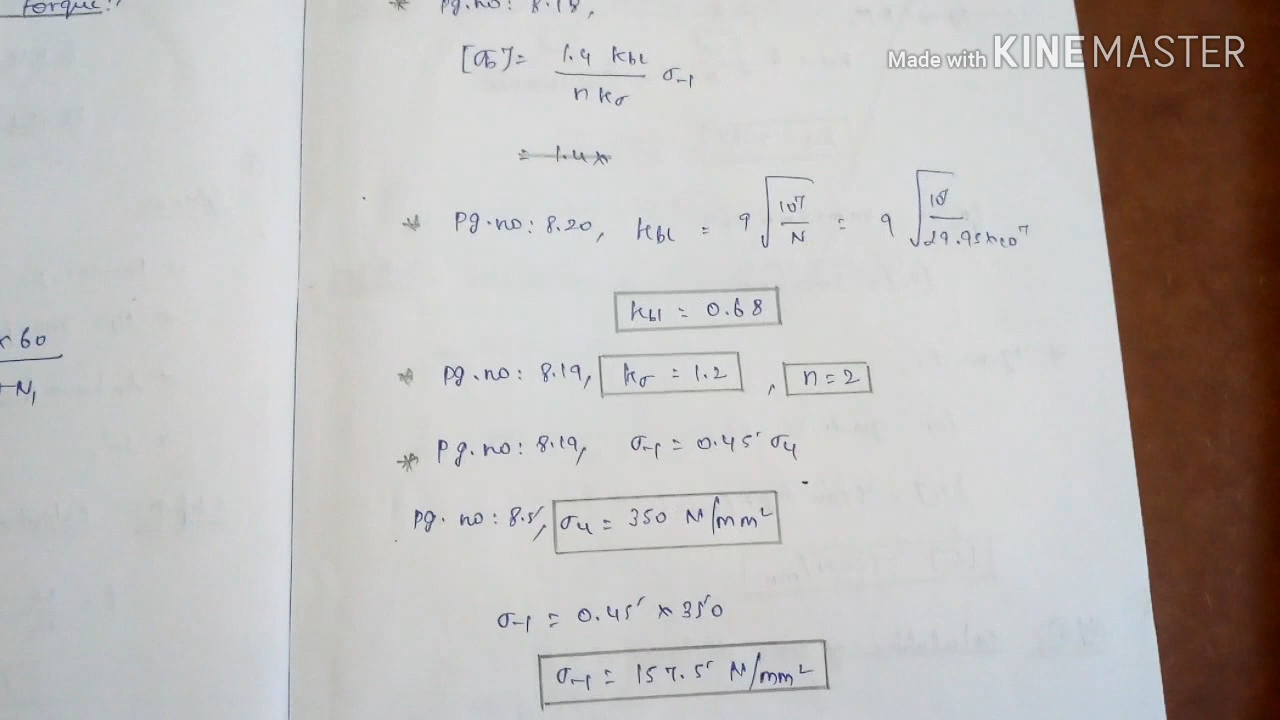 torque:
* pg.no: 8.18,
Made with KINEMASTER
[σb] = 1.4 kbl / n kσ σ-1
= 1.4 x
* pg.no: 8.20, kbl = 9√10⁷/N = 9√10⁷/29.95x10⁷
kbl = 0.68
x 60
N1
* pg.no: 8.19, kσ = 1.2, n = 2
* pg.no: 8.19, σ-1 = 0.45 σu
pg. no: 8.5, σu = 350 N/mm²
σ-1 = 0.45 x 350
σ-1 = 157.5 N/mm²